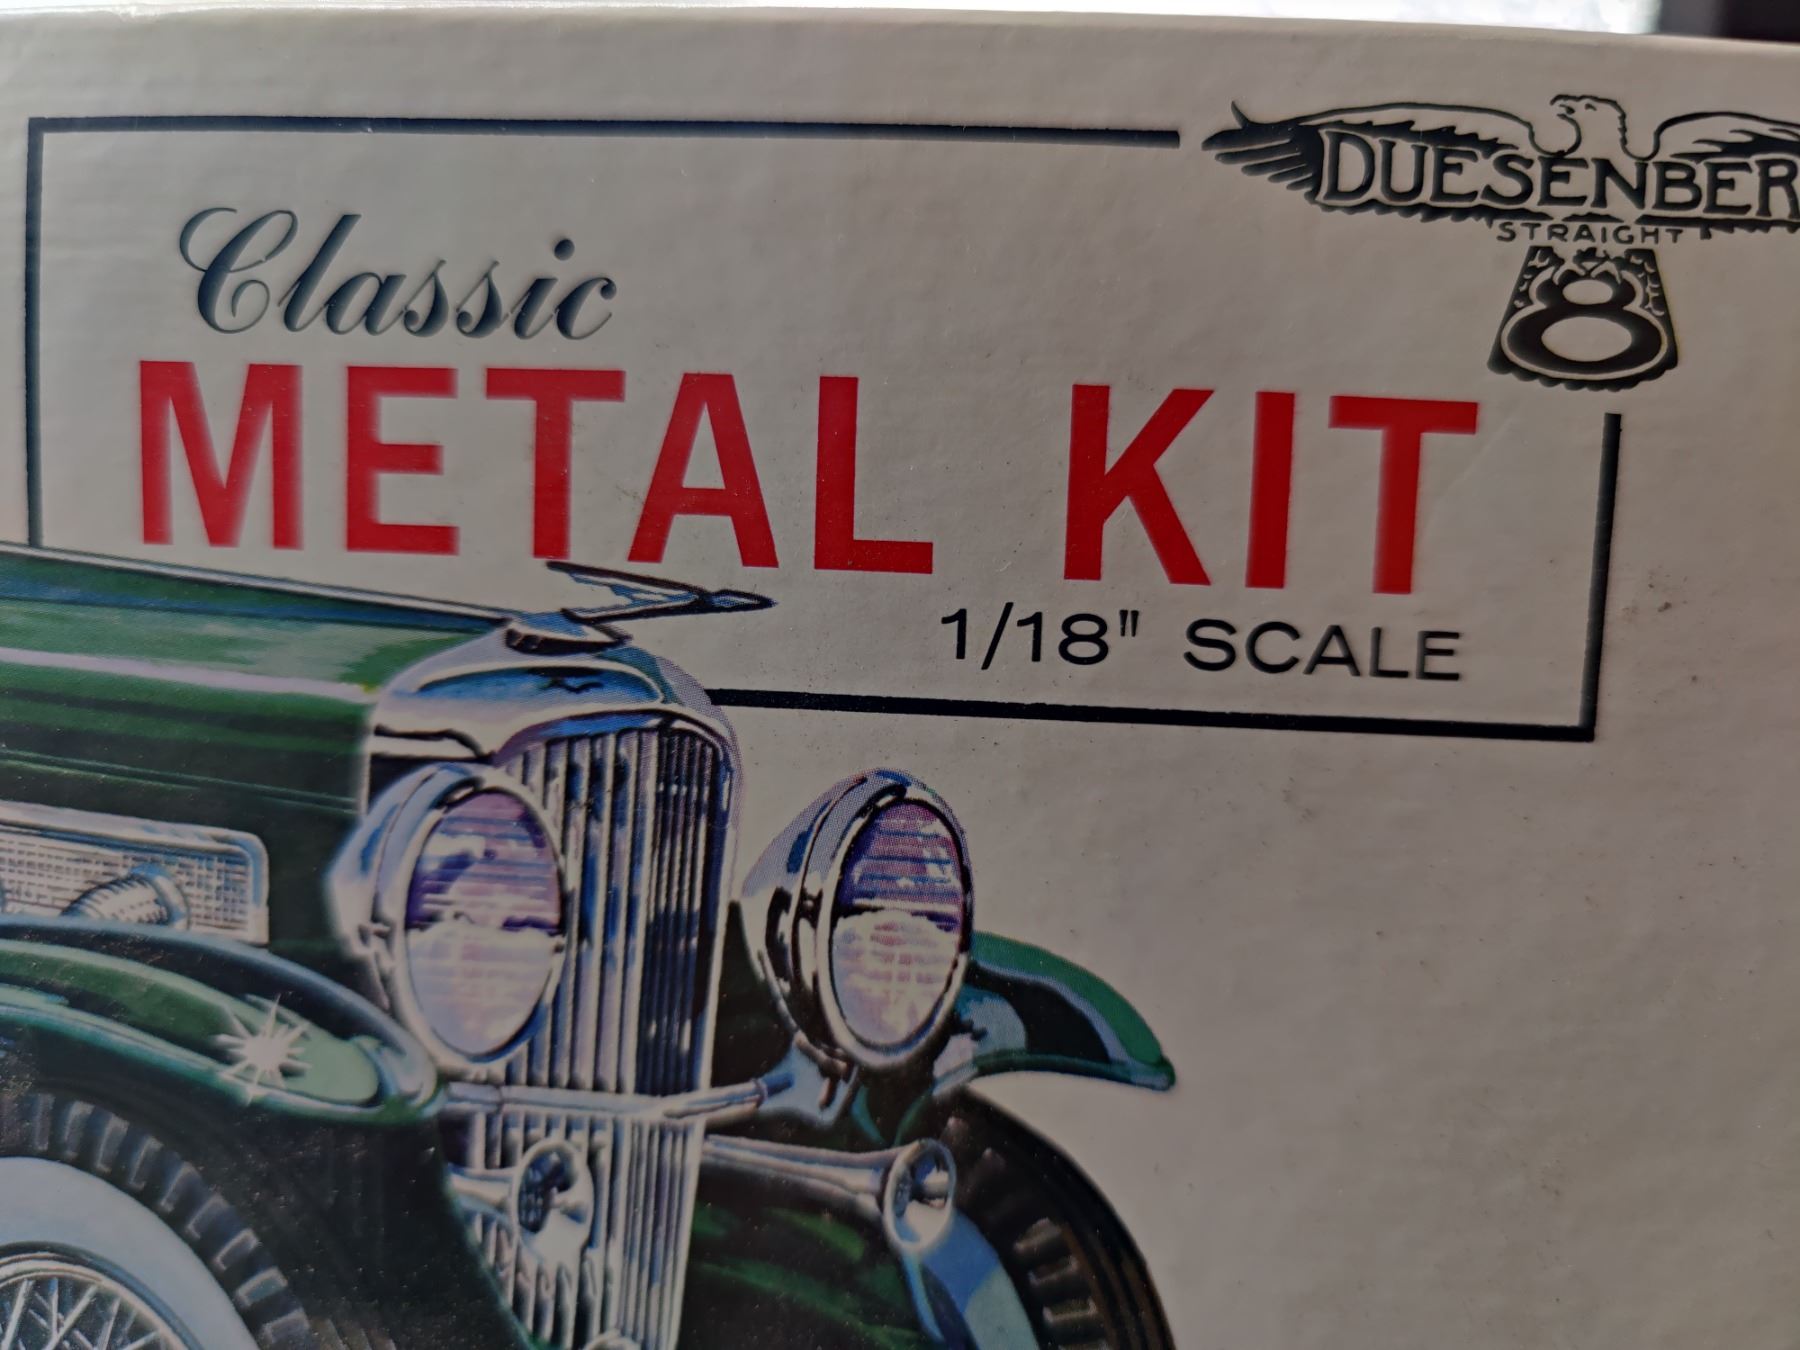 DUESENBER
STRAIGHT
8
Classic
METAL KIT
1/18" SCALE